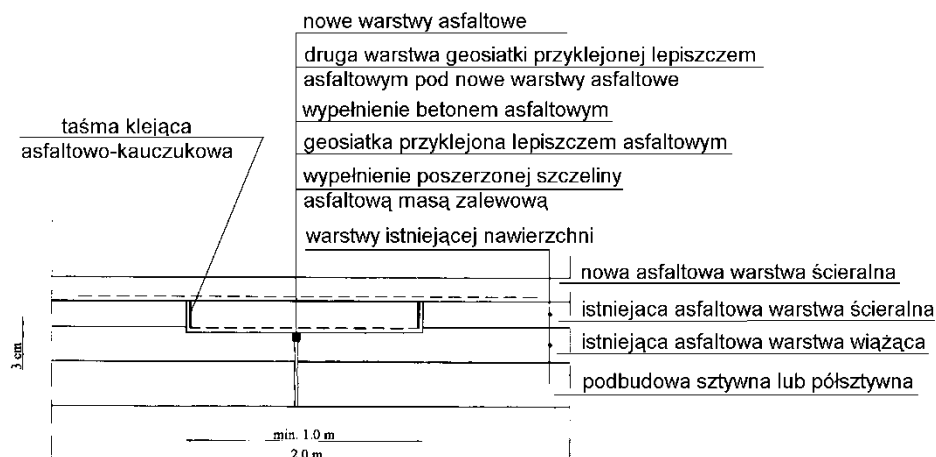 nowe warstwy asfaltowe
druga warstwa geosiatki przyklejonej lepiszczem
asfaltowym pod nowe warstwy asfaltowe
wypełnienie betonem asfaltowym
taśma klejąca
asfaltowo-kauczukowa
geosiatka przyklejona lepiszczem asfaltowym
wypełnienie poszerzonej szczeliny
asfaltową masą zalewową
warstwy istniejącej nawierzchni
nowa asfaltowa warstwa ścieralna
istniejaca asfaltowa warstwa ścieralna
istniejąca asfaltowa warstwa wiążąca
podbudowa sztywna lub półsztywna
3 cm
min. 1.0 m
2.0 m